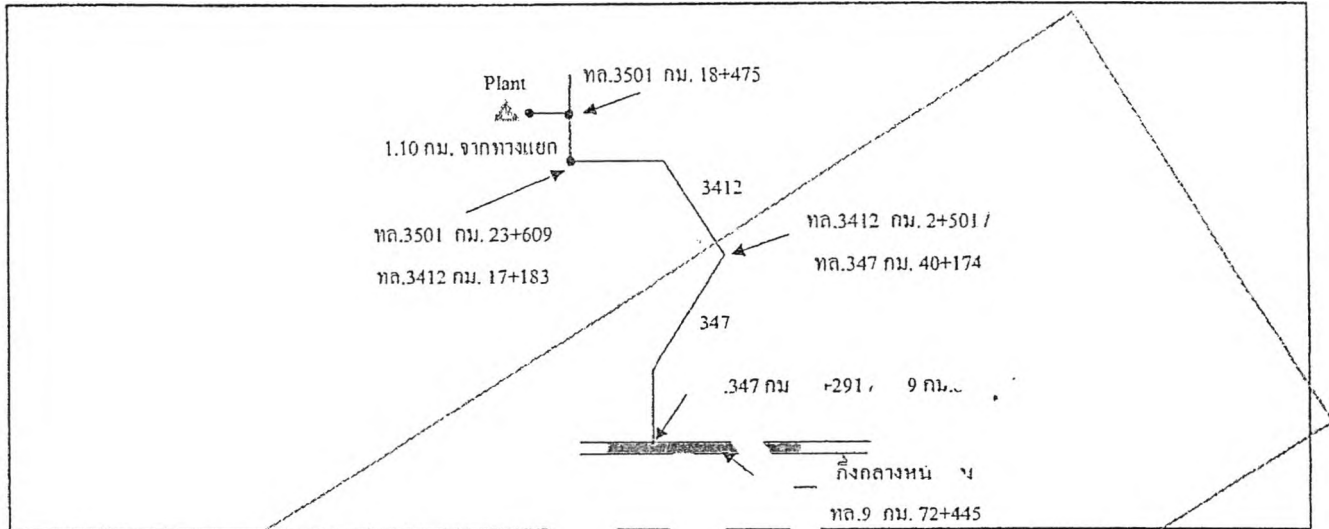 Plant
ทล.3501 กม. 18+475
1.10 กม. จากทางแยก
3412
ทล.3501 กม. 23+609
ทล.3412 กม. 17+183
ทล.3412 กม. 2+501 /
ทล.347 กม. 40+174
347
.347 กม +291 / 9 กม.
กึ่งกลางหน่
ทล.9 กม. 72+445